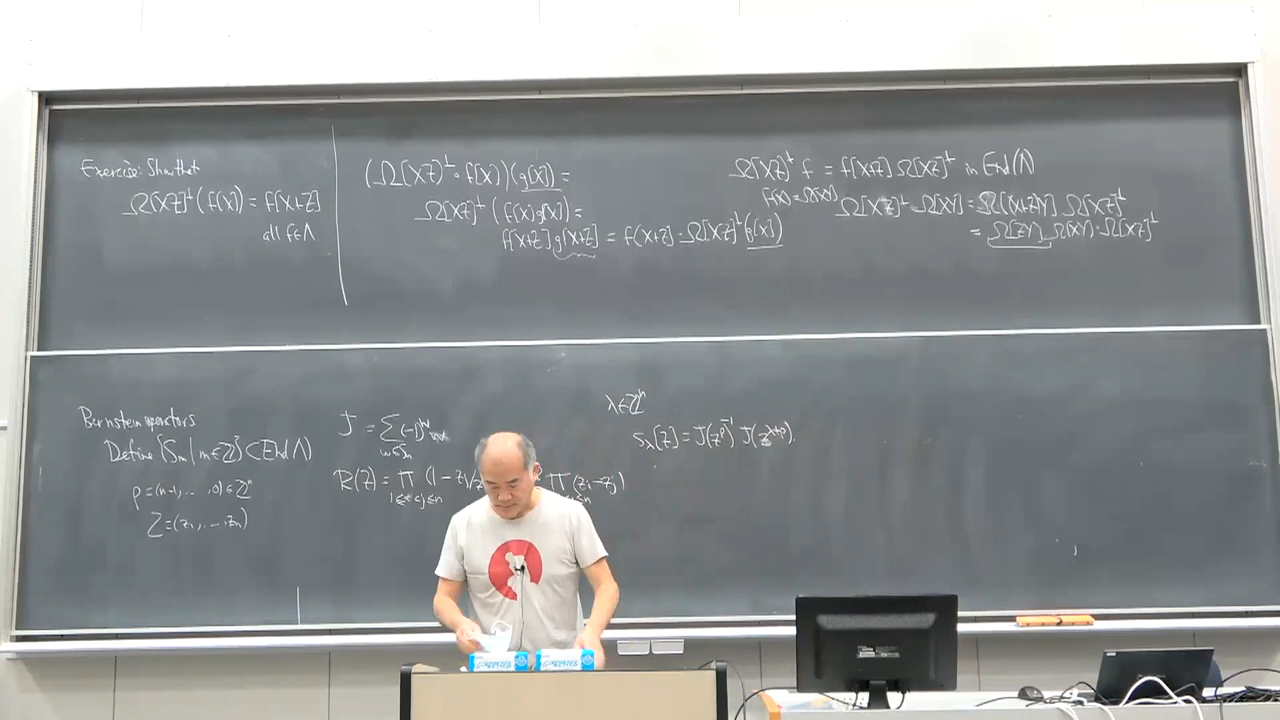 Exercise: Show that
Ω[XZ]^⊥(f(X)) = f[X+Z]
all f∈Λ
(Ω[XZ]^⊥∘f[X])(g[X]) =
Ω[XZ]^⊥(f[X]g[X]) =
f[X+Z]g[X+Z] = f[X+Z]·Ω[XZ]^⊥(g[X])
Ω[XZ]^⊥ f = f[X+Z] Ω[XZ]^⊥ in End(Λ)
f(X) = Ω(XY) Ω[XZ]^⊥ Ω[XY] = Ω[(X+Z)Y] Ω[XZ]^⊥
= Ω[ZY] Ω[XY]·Ω[XZ]^⊥
Bernstein operators
Define {S_m | m∈Z} ⊂ End(Λ)
ρ = (n-1, ..., 0) ∈ Z^n
Z = (z_1, ..., z_n)
J = Σ_{w∈S_n} (-1)^w
R(Z) = Π_{1≤i<j≤n} (1 - z_j/z
Π (z_i - z_j)
≤n
λ∈Z^n
s_λ[Z] = J(z^ρ)^{-1} J(z^{λ+ρ}).